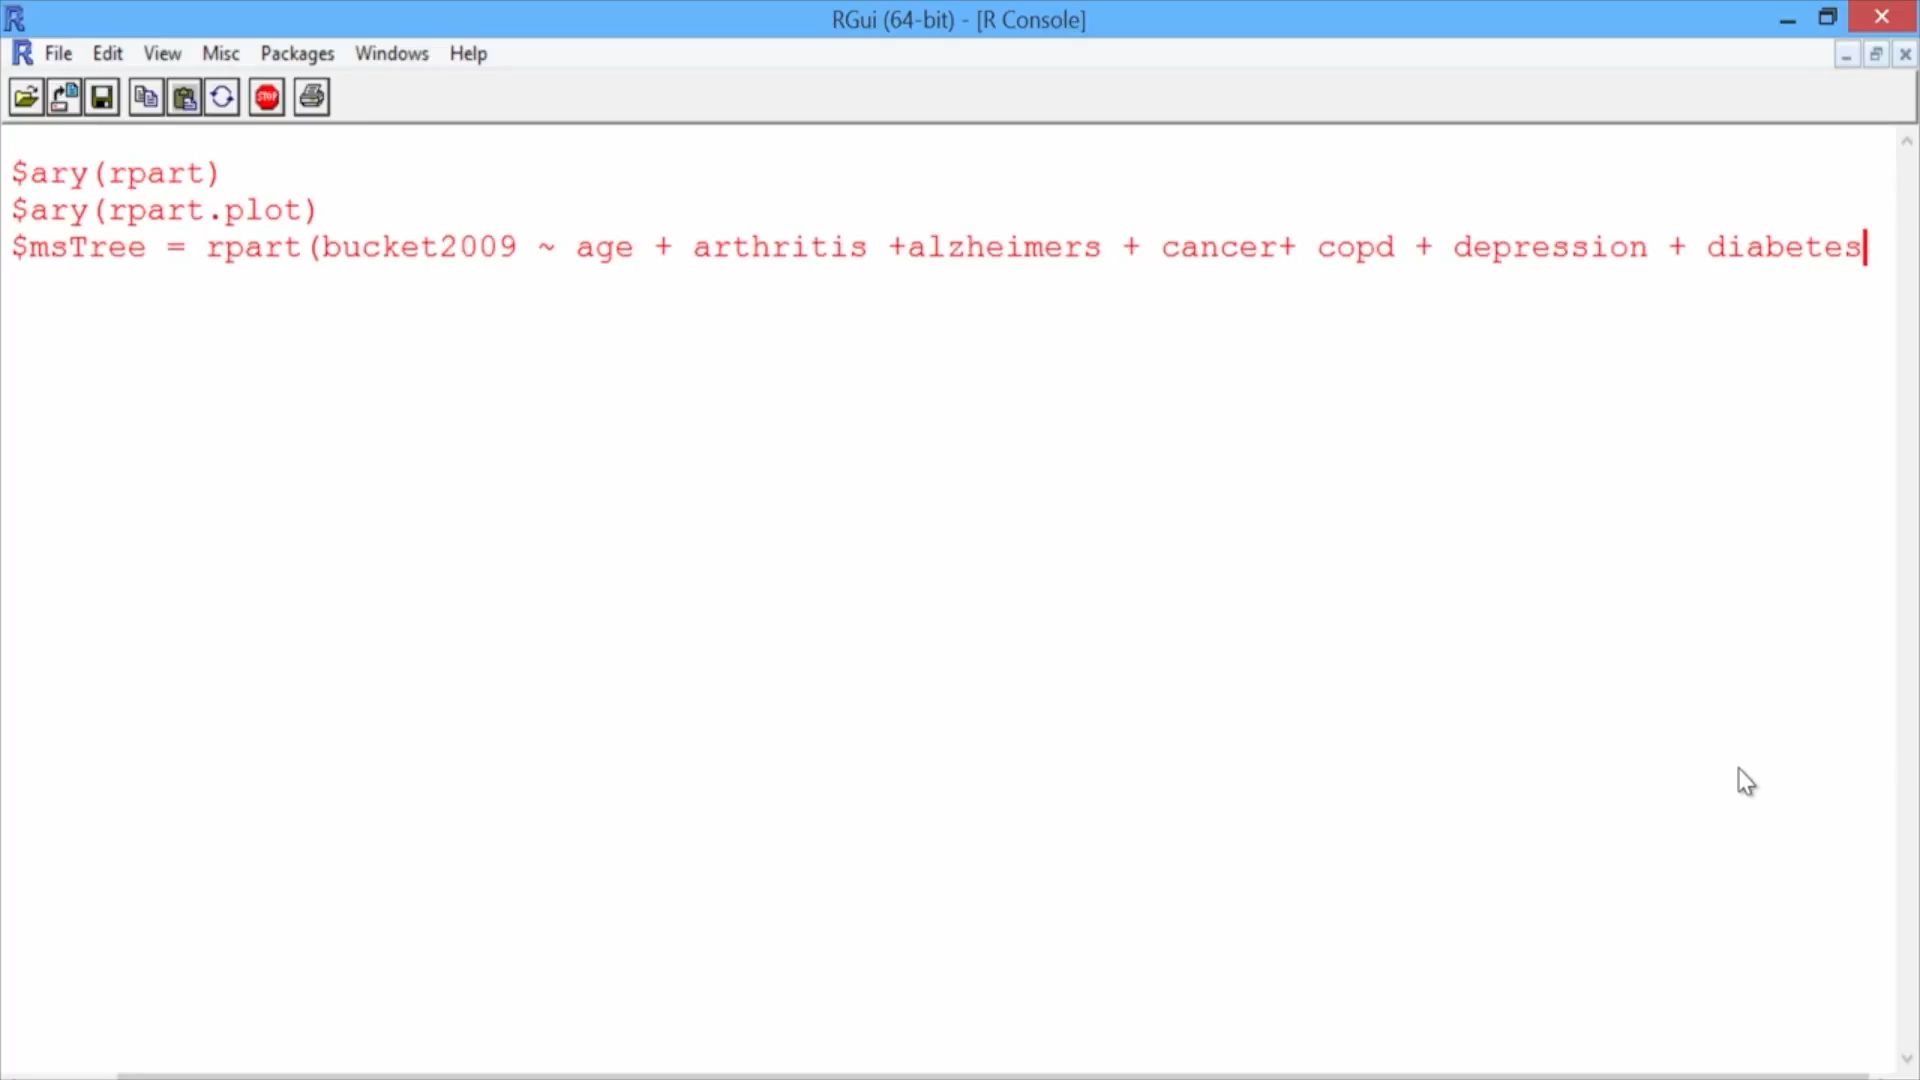 RGui (64-bit) - [R Console]
File Edit View Misc Packages Windows Help
STOP
$ary(rpart)
$ary(rpart.plot)
$msTree = rpart(bucket2009 ~ age + arthritis +alzheimers + cancer+ copd + depression + diabetes